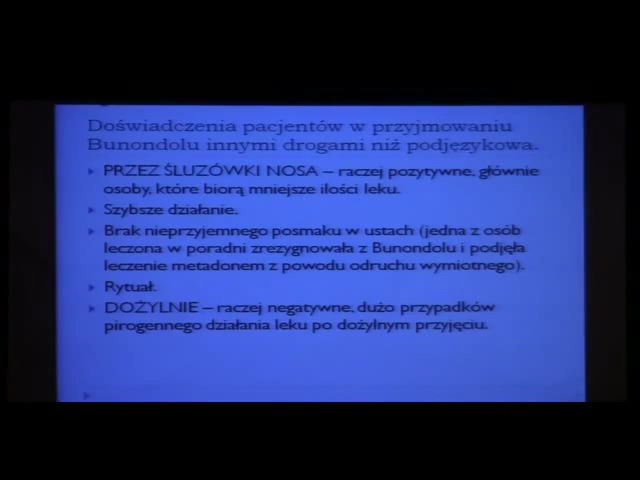 Doświadczenia pacjentów w przyjmowaniu
Bunondolu innymi drogami niż podjęzykowa.
PRZEZ ŚLUZÓWKI NOSA – raczej pozytywne, głównie
osoby, które biorą mniejsze ilości leku.
Szybsze działanie.
Brak nieprzyjemnego posmaku w ustach (jedna z osób
leczona w poradni zrezygnowała z Bunondolu i podjęła
leczenie metadonem z powodu odruchu wymiotnego).
Rytuał.
DOŻYLNIE – raczej negatywne, dużo przypadków
pirogennego działania leku po dożylnym przyjęciu.